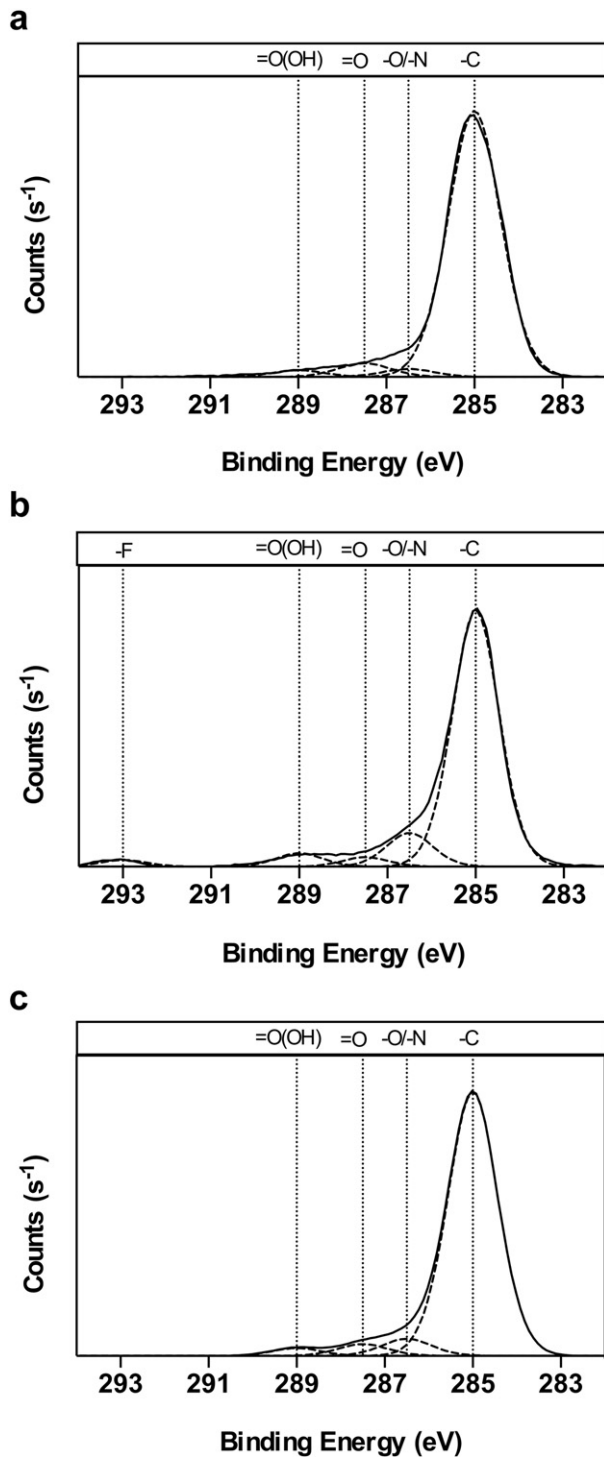 a
=O(OH) =O -O/-N -C
Counts (s⁻¹)
293 291 289 287 285 283
Binding Energy (eV)
b
-F =O(OH) =O -O/-N -C
Counts (s⁻¹)
293 291 289 287 285 283
Binding Energy (eV)
c
=O(OH) =O -O/-N -C
Counts (s⁻¹)
293 291 289 287 285 283
Binding Energy (eV)